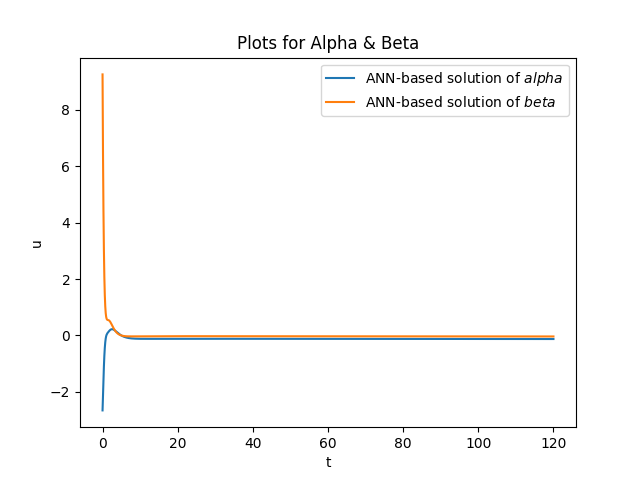 Plots for Alpha & Beta
ANN-based solution of alpha
ANN-based solution of beta
8
6
4
2
0
−2
u
0 20 40 60 80 100 120
t